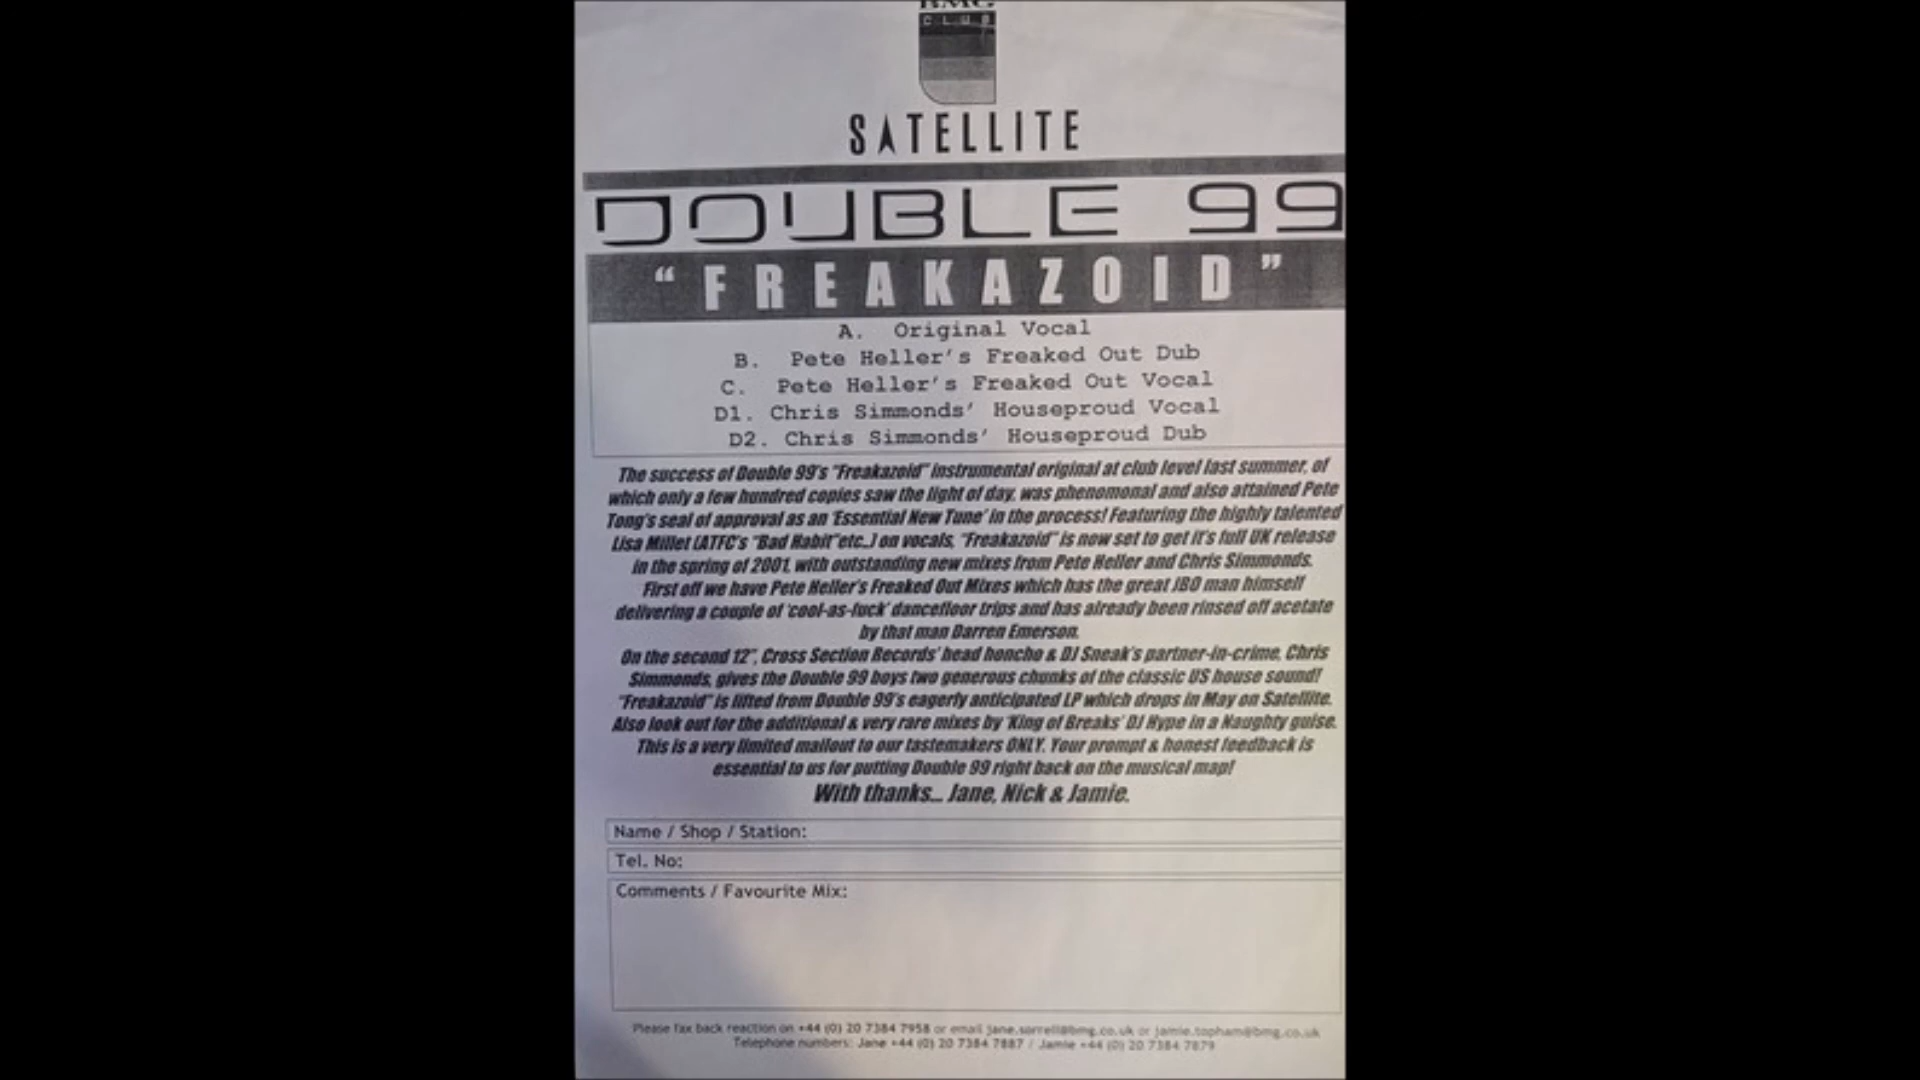 BMG
CLUB
SATELLITE
DOUBLE 99
"FREAKAZOID"
A. Original Vocal
B. Pete Heller's Freaked Out Dub
C. Pete Heller's Freaked Out Vocal
D1. Chris Simmonds' Houseproud Vocal
D2. Chris Simmonds' Houseproud Dub
The success of Double 99's "Freakazoid" instrumental original at club level last summer, of
which only a few hundred copies saw the light of day, was phenomonal and also attained Pete
Tong's seal of approval as an 'Essential New Tune' in the process! Featuring the highly talented
Lisa Millet (ATFC's "Bad Habit"etc..) on vocals, "Freakazoid" is now set to get it's full UK release
in the spring of 2001, with outstanding new mixes from Pete Heller and Chris Simmonds.
First off we have Pete Heller's Freaked Out Mixes which has the great JBO man himself
delivering a couple of 'cool-as-fuck' dancefloor trips and has already been rinsed off acetate
by that man Darren Emerson.
On the second 12", Cross Section Records' head honcho & DJ Sneak's partner-in-crime, Chris
Simmonds, gives the Double 99 boys two generous chunks of the classic US house sound!
"Freakazoid" is lifted from Double 99's eagerly anticipated LP which drops in May on Satellite.
Also look out for the additional & very rare mixes by 'King of Breaks' DJ Hype in a Naughty guise.
This is a very limited mailout to our tastemakers ONLY. Your prompt & honest feedback is
essential to us for putting Double 99 right back on the musical map!
With thanks... Jane, Nick & Jamie.
Name / Shop / Station:
Tel. No:
Comments / Favourite Mix:
Please fax back reaction on +44 (0) 20 7384 7958 or email jane.sorrell@bmg.co.uk or jamie.topham@bmg.co.uk
Telephone numbers: Jane +44 (0) 20 7384 7887 / Jamie +44 (0) 20 7384 7879